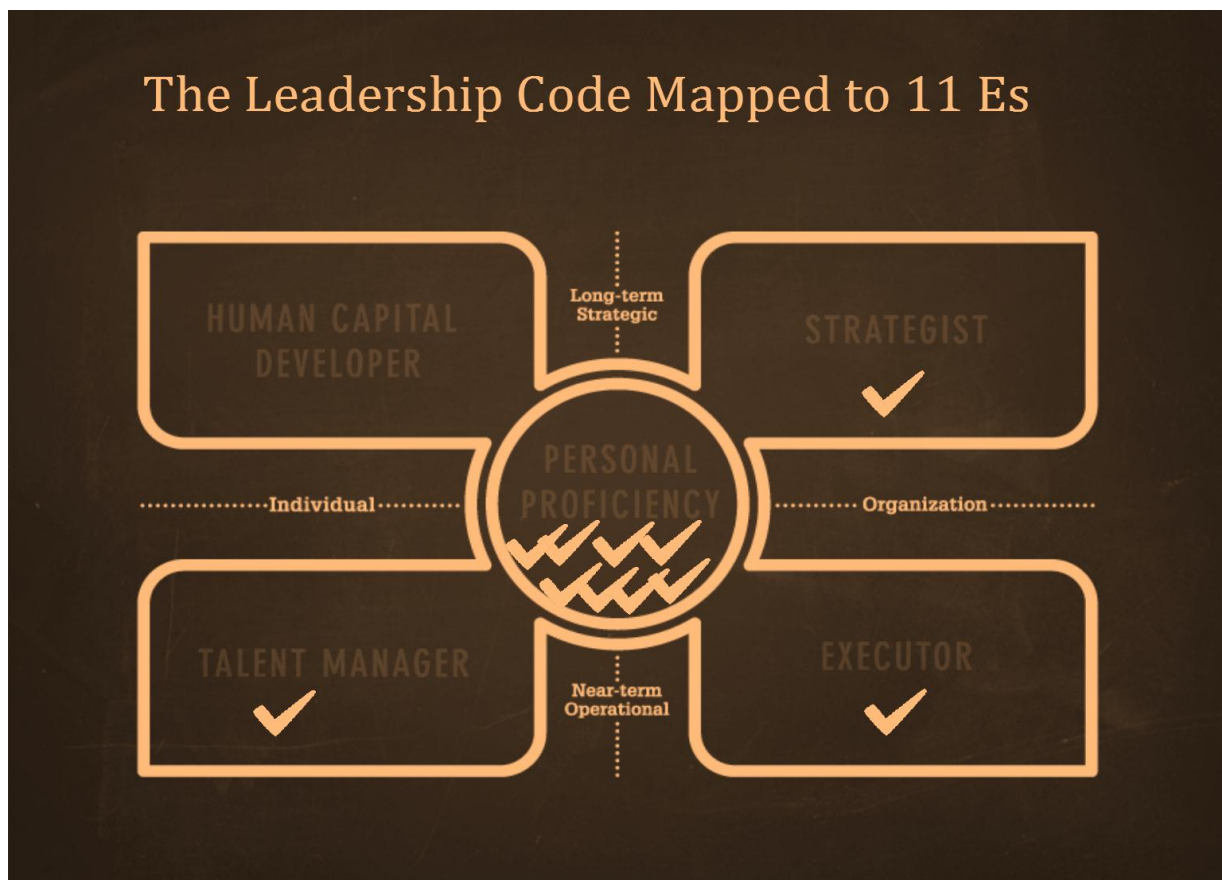 The Leadership Code Mapped to 11 Es
HUMAN CAPITAL
DEVELOPER
Long-term
Strategic
STRATEGIST
PERSONAL
PROFICIENCY
Individual
Organization
TALENT MANAGER
Near-term
Operational
EXECUTOR